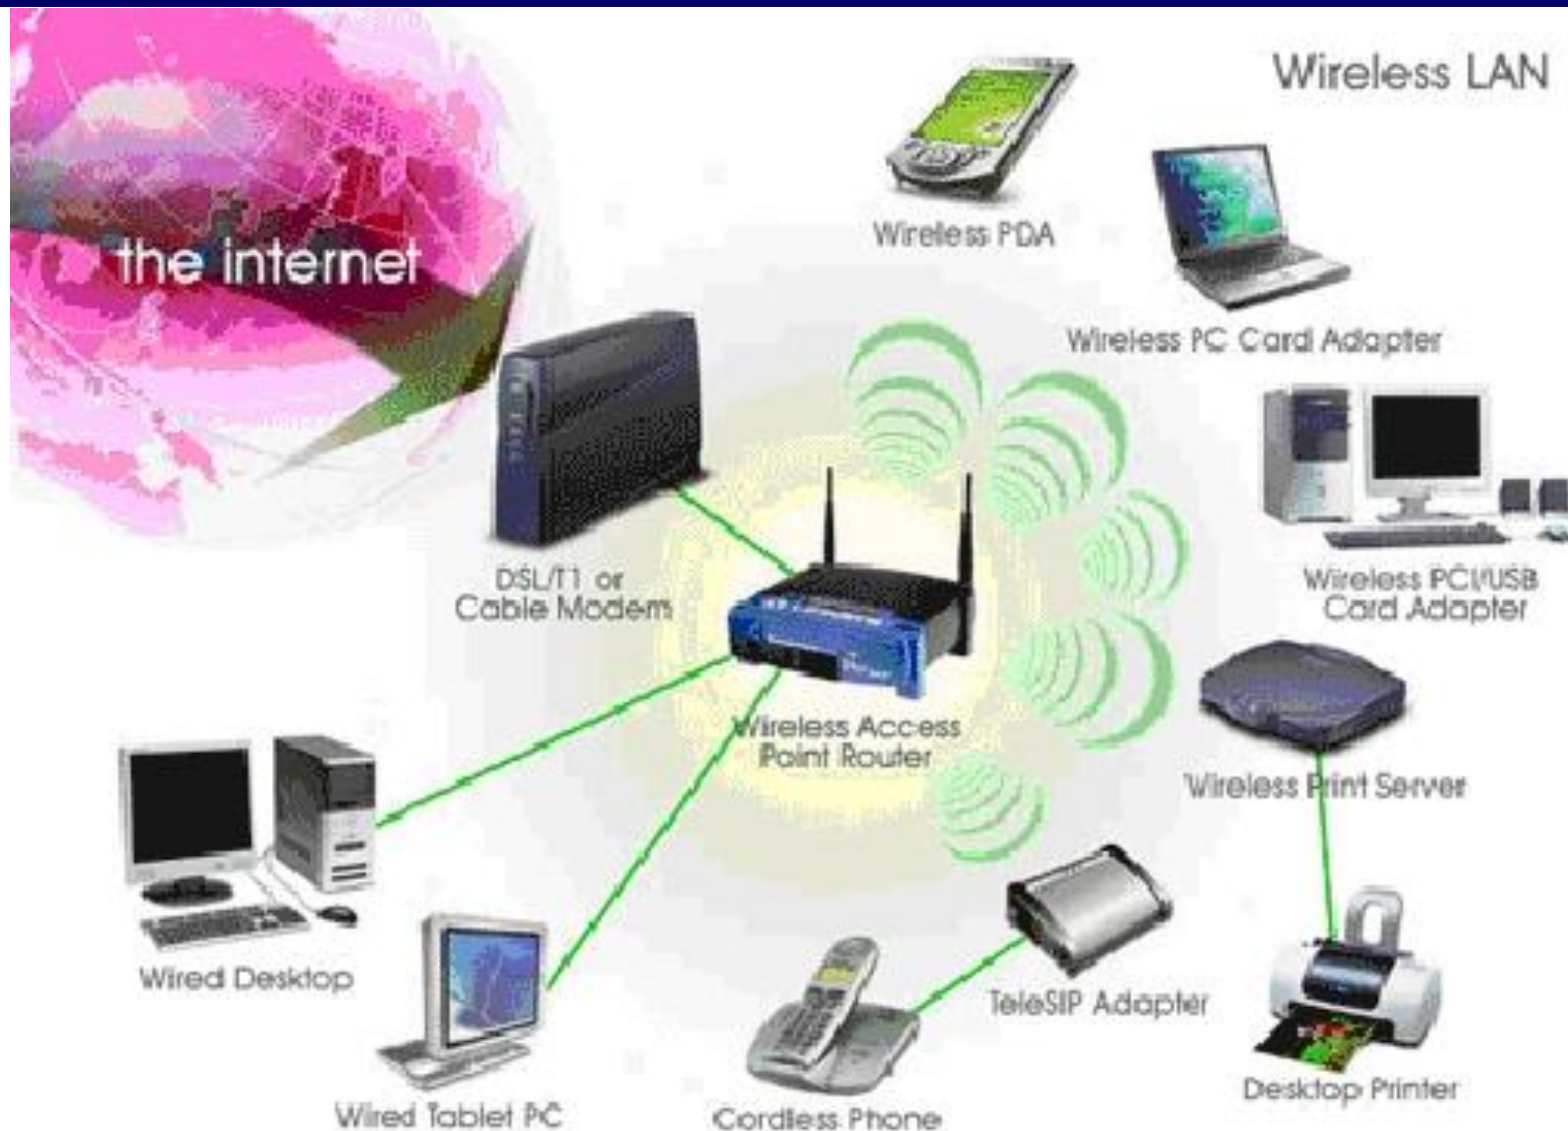 Wireless LAN
the internet
Wireless PDA
Wireless PC Card Adapter
DSL/T1 or
Cable Modem
Wireless PCI/USB
Card Adapter
Wireless Access
Point Router
Wireless Print Server
Wired Desktop
TeleSIP Adapter
Desktop Printer
Wired Tablet PC
Cordless Phone